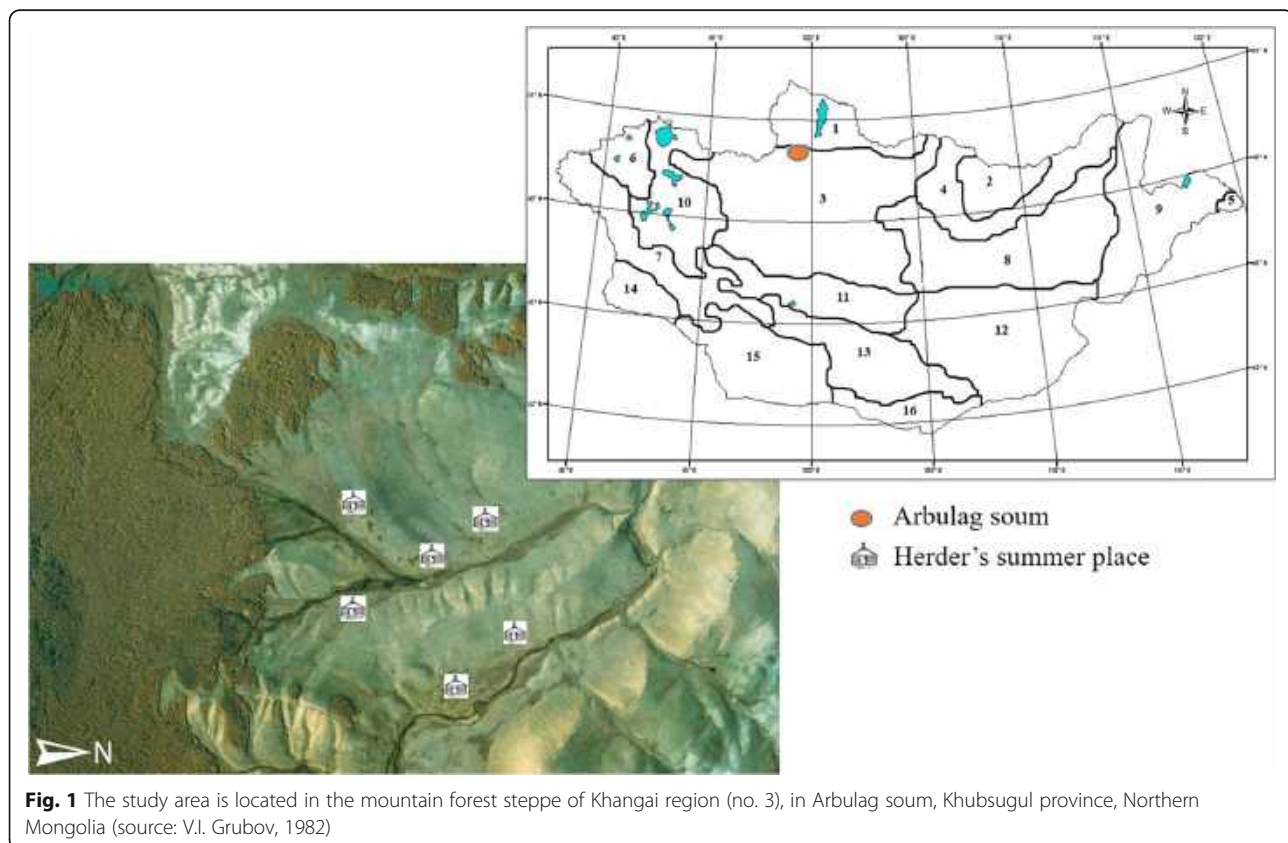 N
W E
S
1
2
3
4
5
6
7
8
9
10
11
12
13
14
15
16
Arbulag soum
Herder's summer place
N
Fig. 1 The study area is located in the mountain forest steppe of Khangai region (no. 3), in Arbulag soum, Khubsugul province, Northern
Mongolia (source: V.I. Grubov, 1982)